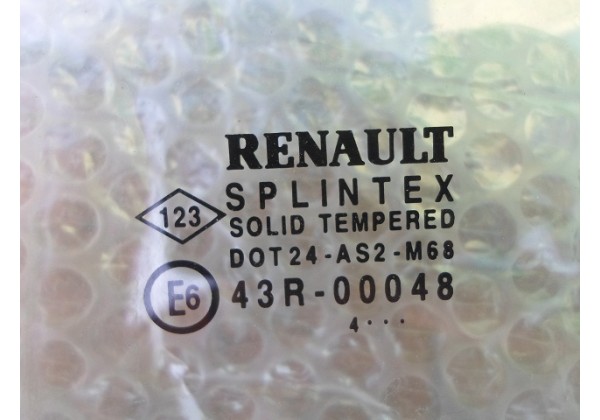 RENAULT
SPLINTEX
123
SOLID TEMPERED
DOT24-AS2-M68
E6
43R-00048
4···